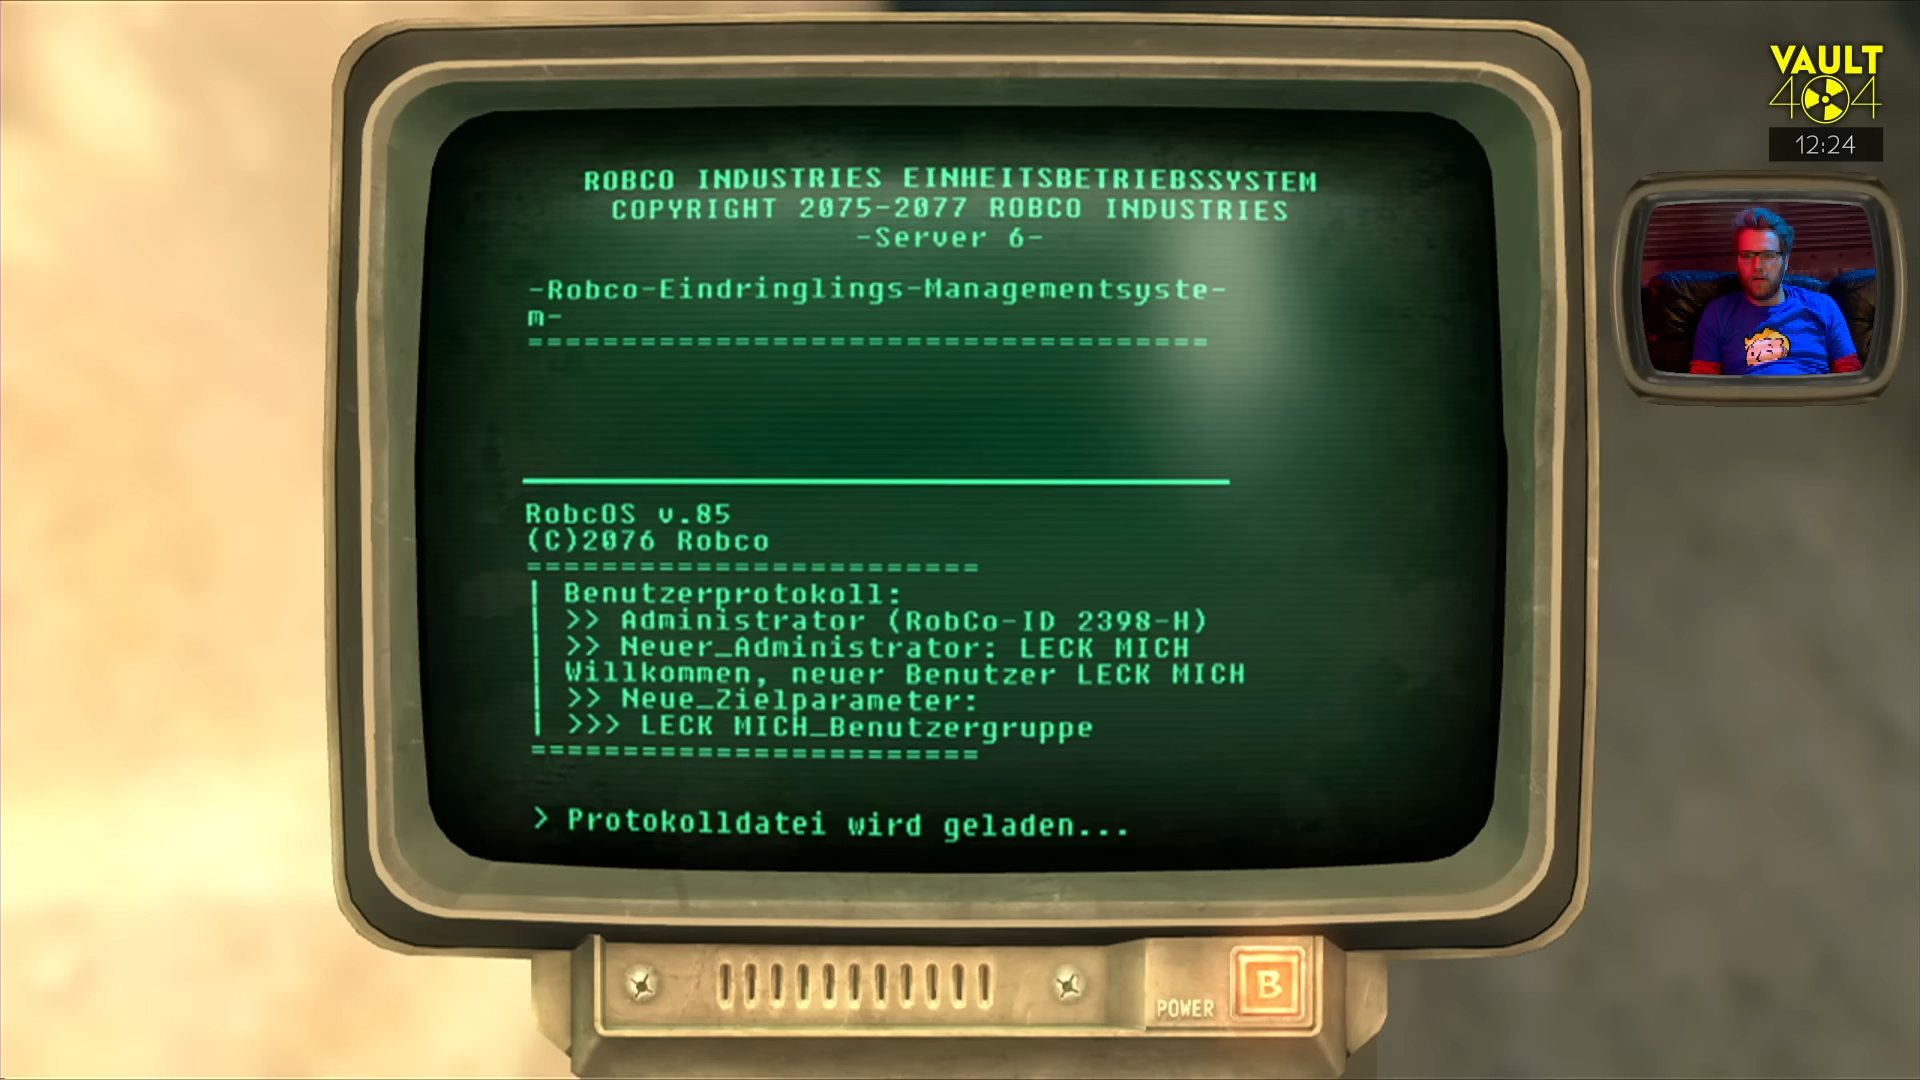 VAULT
404
12:24
ROBCO INDUSTRIES EINHEITSBETRIEBSSYSTEM
COPYRIGHT 2075-2077 ROBCO INDUSTRIES
-Server 6-
-Robco-Eindringlings-Managementsyste-
m-
=====================================
RobcOS v.85
(C)2076 Robco
========================
| Benutzerprotokoll:
| >> Administrator (RobCo-ID 2398-H)
| >> Neuer_Administrator: LECK MICH
| Willkommen, neuer Benutzer LECK MICH
| >> Neue_Zielparameter:
| >>> LECK MICH_Benutzergruppe
========================
> Protokolldatei wird geladen...
POWER
B